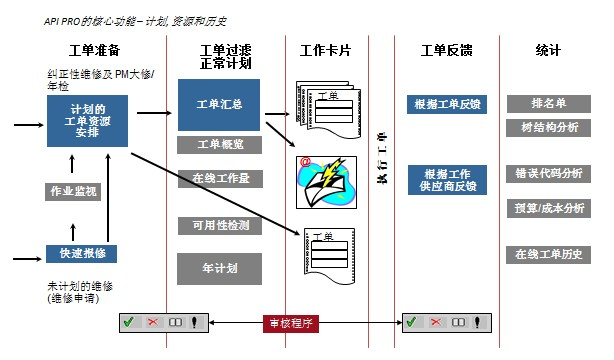 API PRO的核心功能 – 计划, 资源和历史
工单准备
工单过滤
正常计划
工作卡片
工单反馈
统计
纠正性维修及PM大修/
年检
计划的
工单资源
安排
作业监视
快速报修
未计划的维修
(维修申请)
工单汇总
工单概览
在线工作量
可用性检测
年计划
工单
@
工单
执行工单
根据工单反馈
根据工作
供应商反馈
排名单
树结构分析
错误代码分析
预算/成本分析
在线工单历史
审核程序